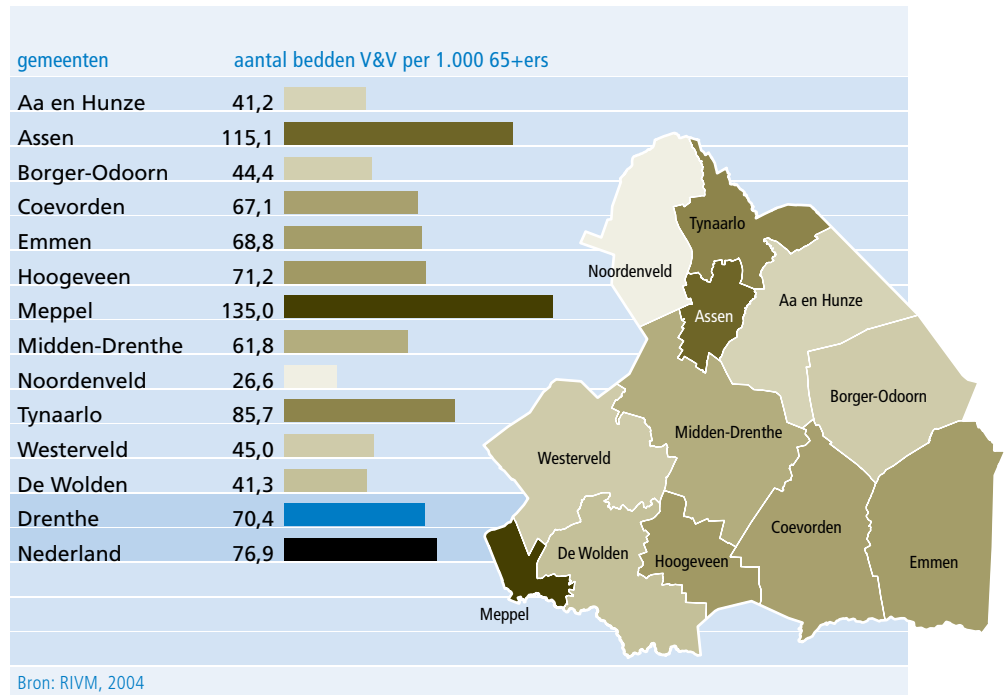 gemeenten aantal bedden V&V per 1.000 65+ers
Aa en Hunze 41,2
Assen 115,1
Borger-Odoorn 44,4
Coevorden 67,1
Emmen 68,8
Hoogeveen 71,2
Meppel 135,0
Midden-Drenthe 61,8
Noordenveld 26,6
Tynaarlo 85,7
Westerveld 45,0
De Wolden 41,3
Drenthe 70,4
Nederland 76,9
Tynaarlo
Noordenveld
Aa en Hunze
Assen
Borger-Odoorn
Midden-Drenthe
Westerveld
Coevorden
De Wolden
Hoogeveen
Emmen
Meppel
Bron: RIVM, 2004